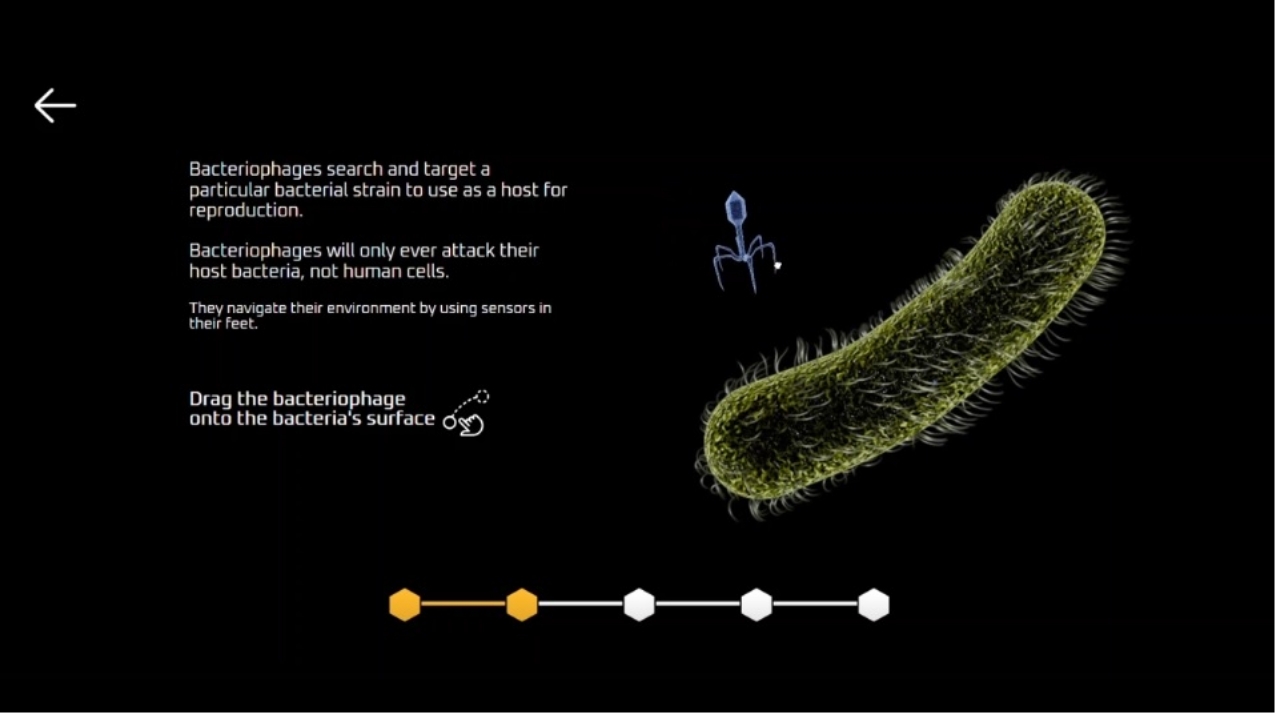 Bacteriophages search and target a
particular bacterial strain to use as a host for
reproduction.
Bacteriophages will only ever attack their
host bacteria, not human cells.
They navigate their environment by using sensors in
their feet.
Drag the bacteriophage
onto the bacteria's surface